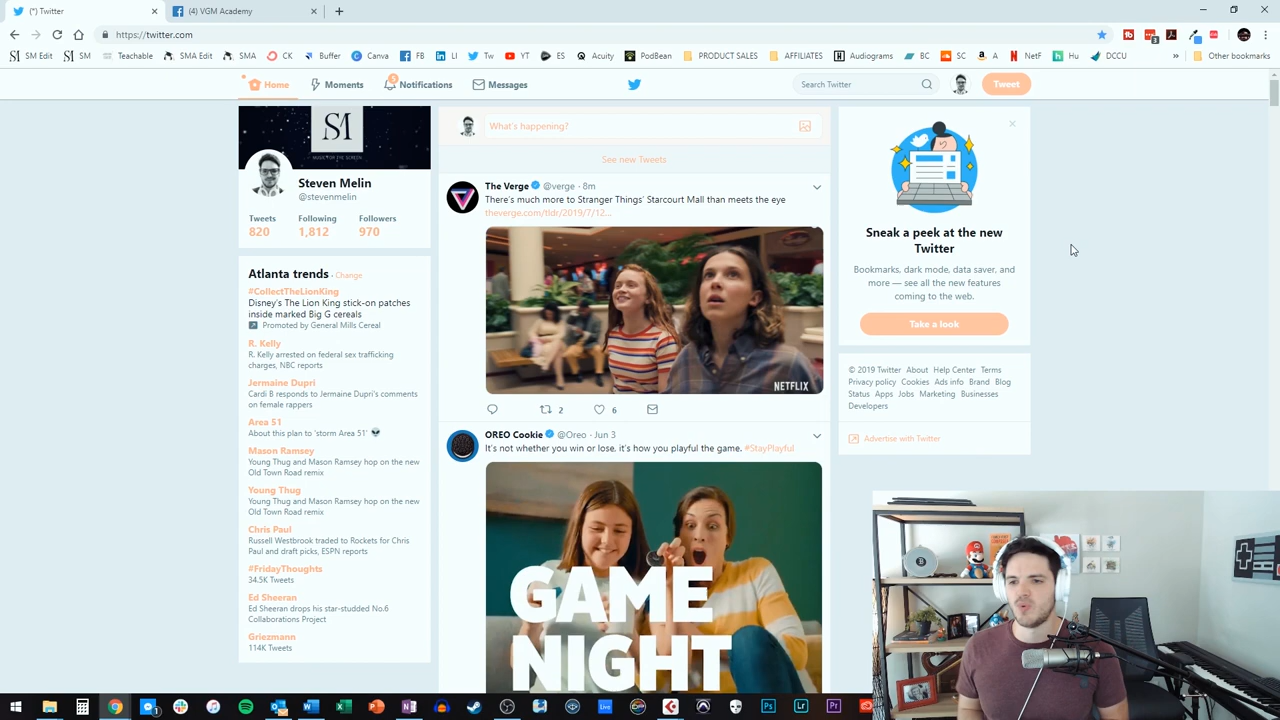 (*) Twitter
(4) VGM Academy
https://twitter.com
SM Edit
SM
Teachable
SMA Edit
SMA
CK
Buffer
Canva
FB
LI
Tw
YT
ES
Acuity
PodBean
PRODUCT SALES
AFFILIATES
Audiograms
BC
SC
A
NetF
Hu
DCCU
Other bookmarks
Home
Moments
5
Notifications
Messages
Search Twitter
Tweet
SM
MUSIC FOR THE SCREEN
Steven Melin
@stevenmelin
Tweets Following Followers
820 1,812 970
Atlanta trends · Change
#CollectTheLionKing
Disney's The Lion King stick-on patches
inside marked Big G cereals
Promoted by General Mills Cereal
R. Kelly
R. Kelly arrested on federal sex trafficking
charges, NBC reports
Jermaine Dupri
Cardi B responds to Jermaine Dupri's comments
on female rappers
Area 51
About this plan to 'storm Area 51'
Mason Ramsey
Young Thug and Mason Ramsey hop on the new
Old Town Road remix
Young Thug
Young Thug and Mason Ramsey hop on the new
Old Town Road remix
Chris Paul
Russell Westbrook traded to Rockets for Chris
Paul and draft picks, ESPN reports
#FridayThoughts
34.5K Tweets
Ed Sheeran
Ed Sheeran drops his star-studded No.6
Collaborations Project
Griezmann
114K Tweets
What's happening?
See new Tweets
The Verge @verge · 8m
There's much more to Stranger Things' Starcourt Mall than meets the eye
theverge.com/tldr/2019/7/12...
NETFLIX
2
6
OREO Cookie @Oreo · Jun 3
It's not whether you win or lose, it's how you playful the game. #StayPlayful
GAME
NIGHT
Sneak a peek at the new
Twitter
Bookmarks, dark mode, data saver, and
more — see all the new features
coming to the web.
Take a look
© 2019 Twitter About Help Center Terms
Privacy policy Cookies Ads info Brand Blog
Status Apps Jobs Marketing Businesses
Developers
Advertise with Twitter